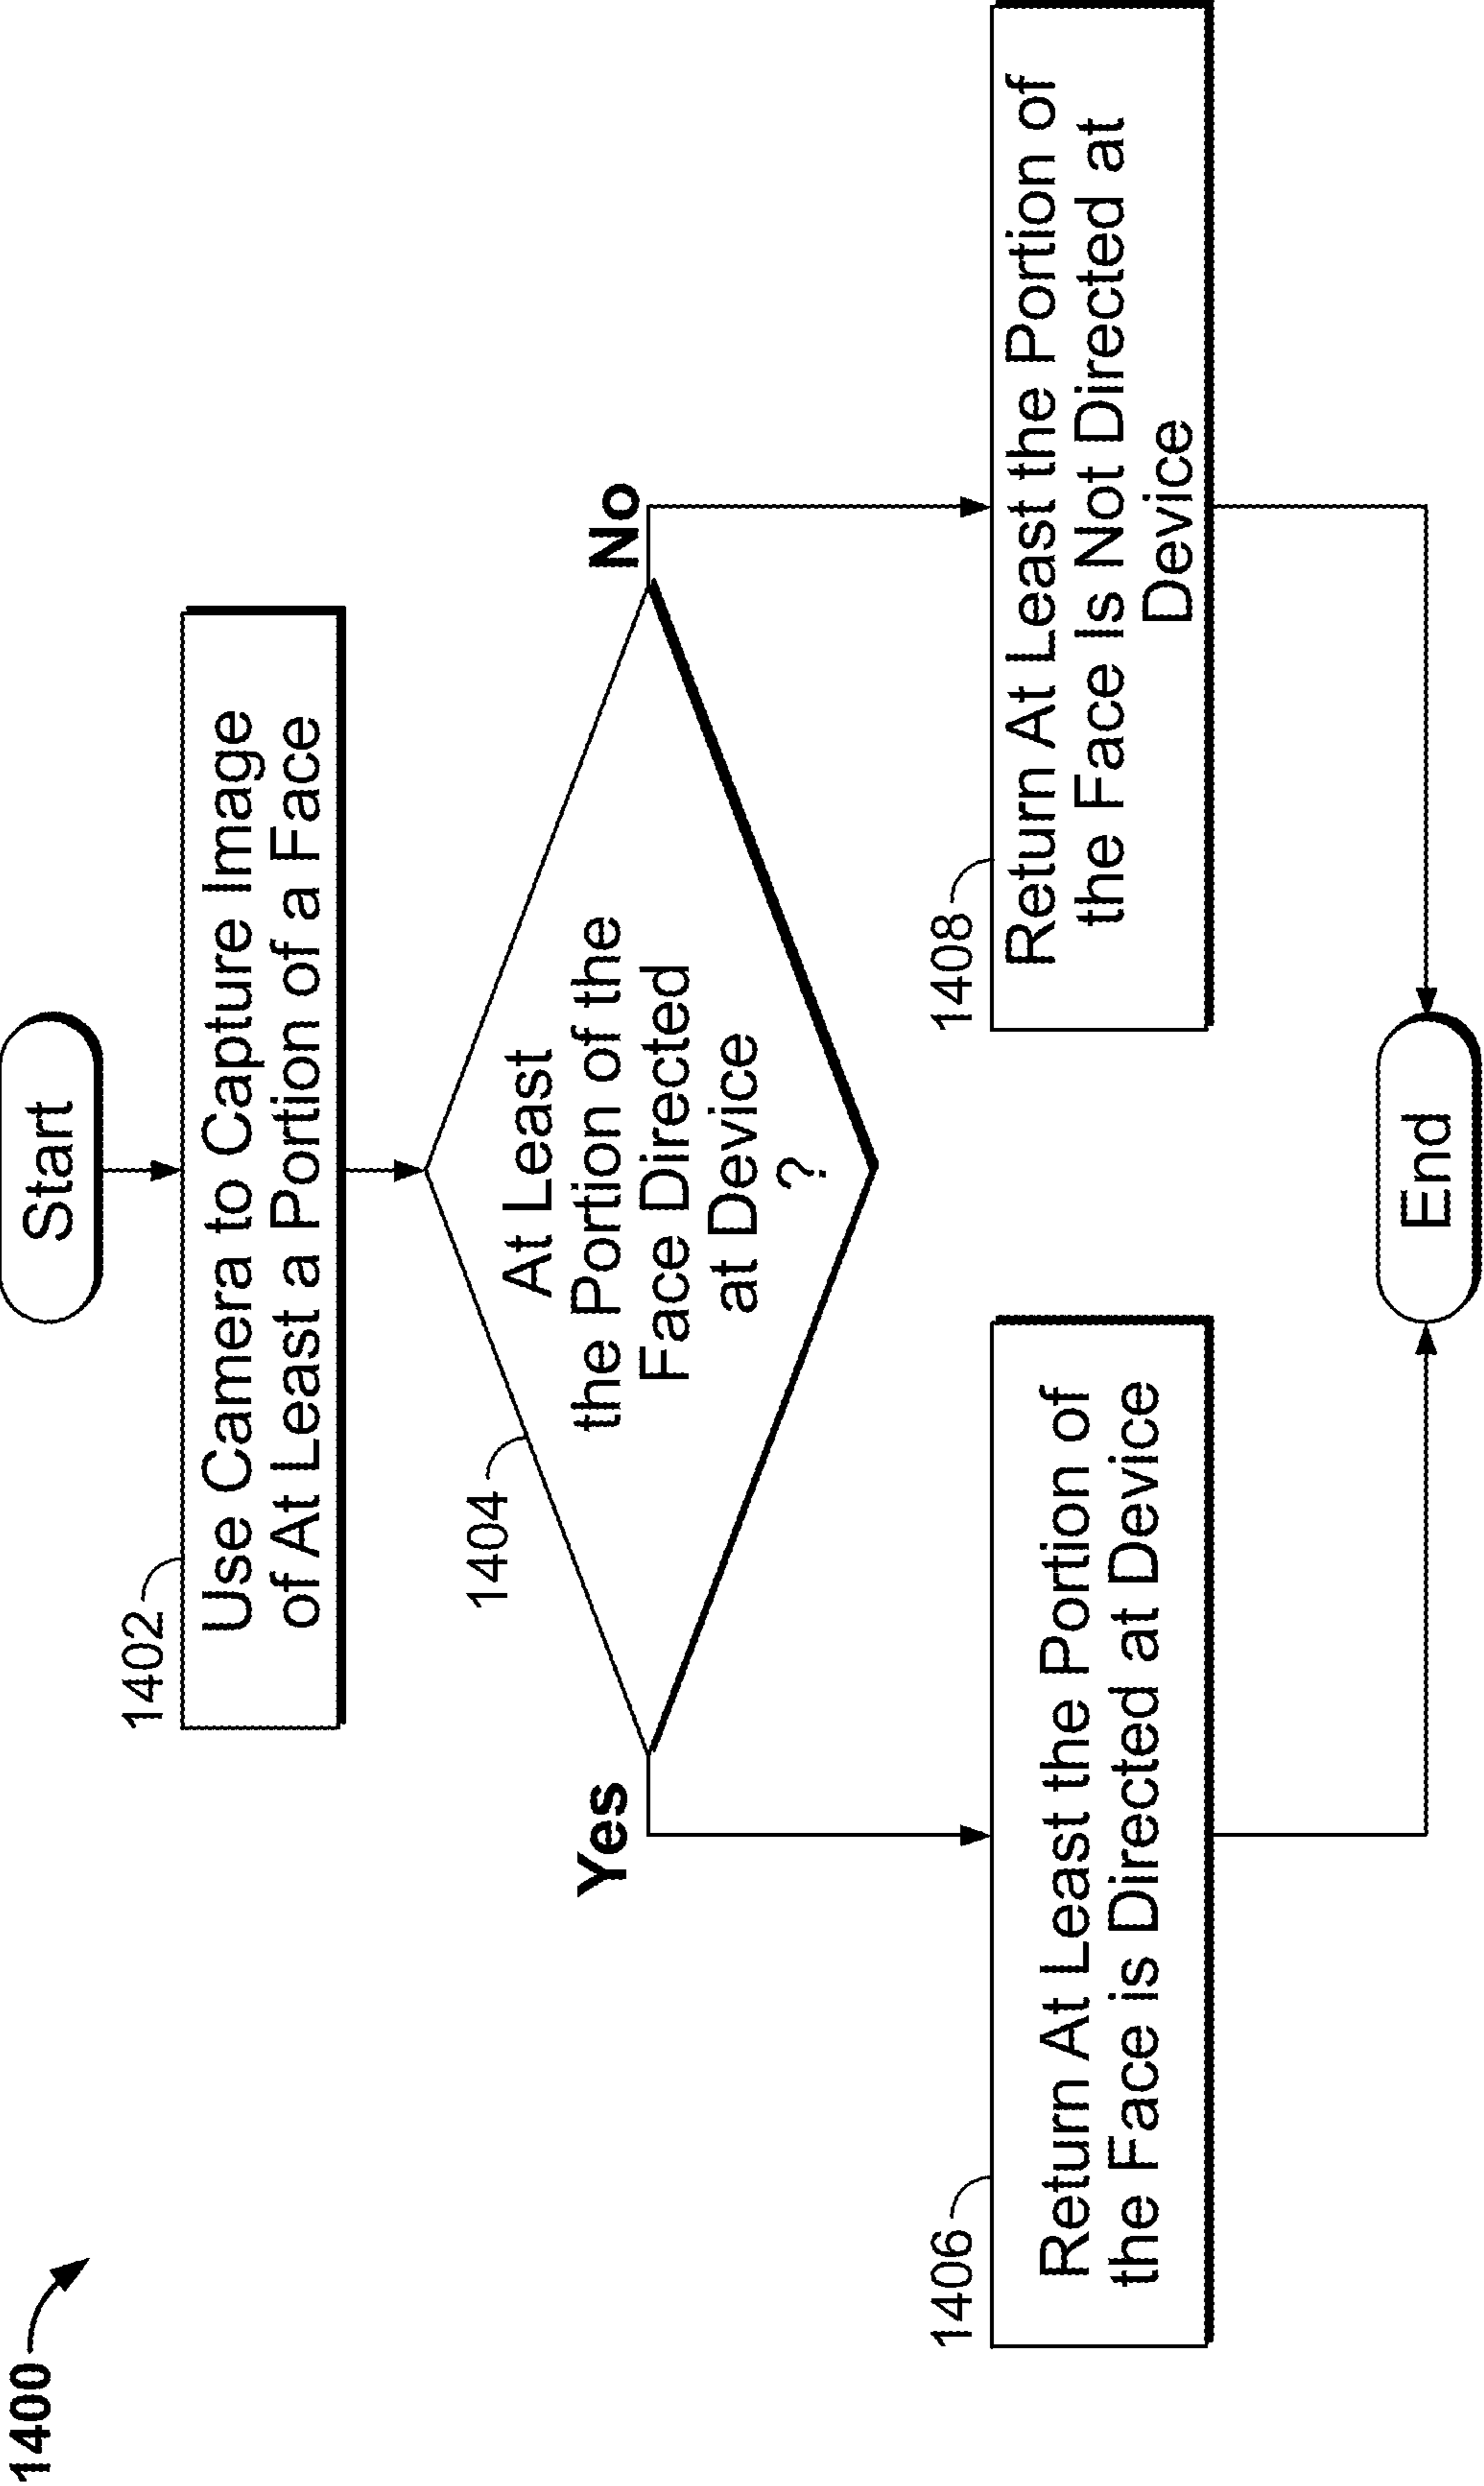 1400
Start
1402
Use Camera to Capture Image
of At Least a Portion of a Face
1404
At Least
the Portion of the
Face Directed
at Device
?
Yes
No
1406
Return At Least the Portion of
the Face is Directed at Device
1408
Return At Least the Portion of
the Face Is Not Directed at
Device
End